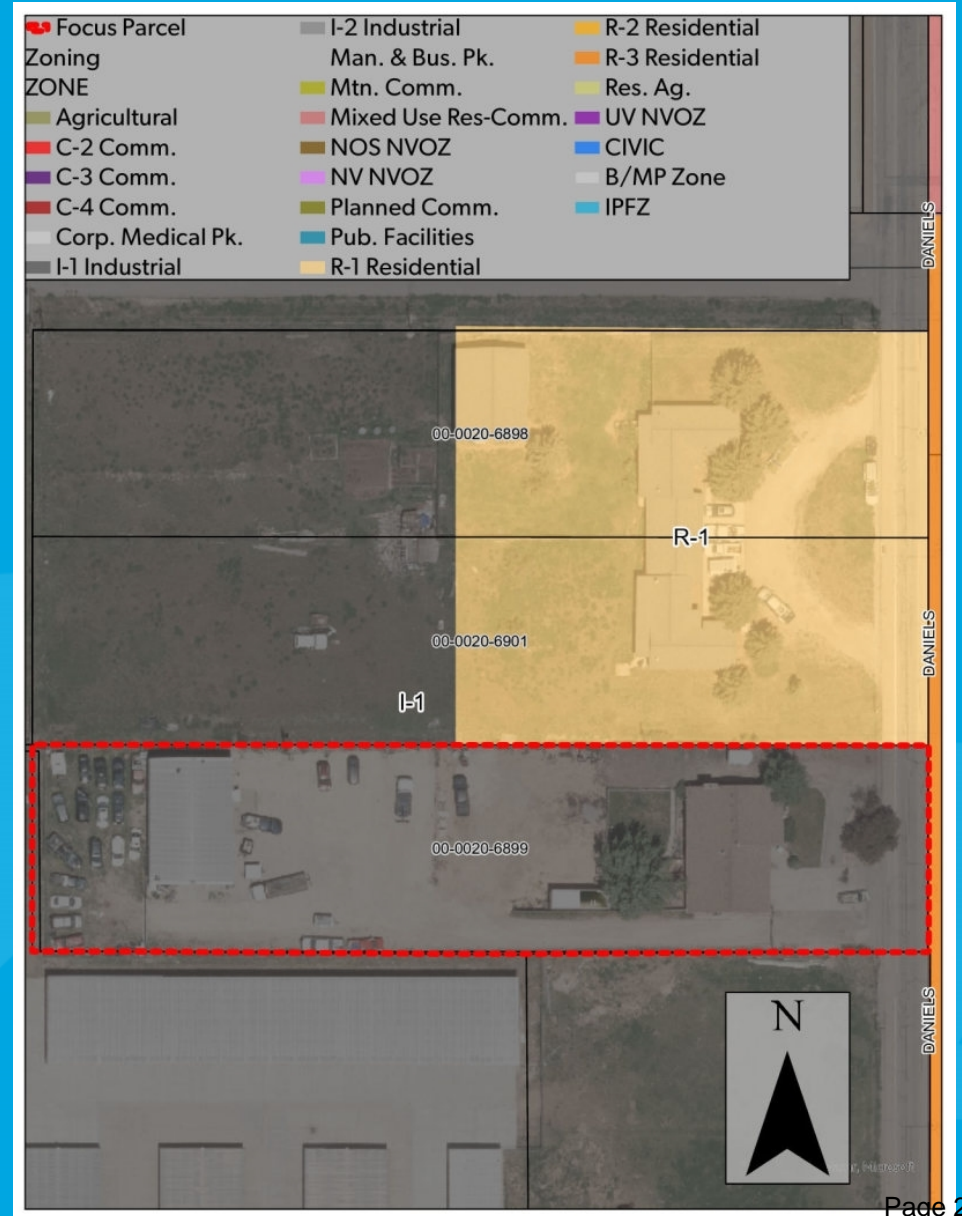 Focus Parcel
Zoning
ZONE
Agricultural
C-2 Comm.
C-3 Comm.
C-4 Comm.
Corp. Medical Pk.
I-1 Industrial
I-2 Industrial
Man. & Bus. Pk.
Mtn. Comm.
Mixed Use Res-Comm.
NOS NVOZ
NV NVOZ
Planned Comm.
Pub. Facilities
R-1 Residential
R-2 Residential
R-3 Residential
Res. Ag.
UV NVOZ
CIVIC
B/MP Zone
IPFZ
DANIELS
00-0020-6898
R-1
00-0020-6901
DANIELS
I-1
00-0020-6899
DANIELS
N
Page 2